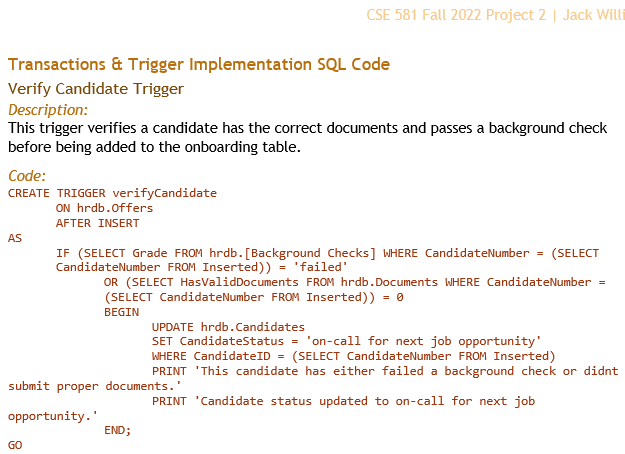 CSE 581 Fall 2022 Project 2 | Jack Willi
Transactions & Trigger Implementation SQL Code
Verify Candidate Trigger
Description:
This trigger verifies a candidate has the correct documents and passes a background check
before being added to the onboarding table.
Code:
CREATE TRIGGER verifyCandidate
ON hrdb.Offers
AFTER INSERT
AS
IF (SELECT Grade FROM hrdb.[Background Checks] WHERE CandidateNumber = (SELECT
CandidateNumber FROM Inserted)) = 'failed'
OR (SELECT HasValidDocuments FROM hrdb.Documents WHERE CandidateNumber =
(SELECT CandidateNumber FROM Inserted)) = 0
BEGIN
UPDATE hrdb.Candidates
SET CandidateStatus = 'on-call for next job opportunity'
WHERE CandidateID = (SELECT CandidateNumber FROM Inserted)
PRINT 'This candidate has either failed a background check or didnt
submit proper documents.'
PRINT 'Candidate status updated to on-call for next job
opportunity.'
END;
GO